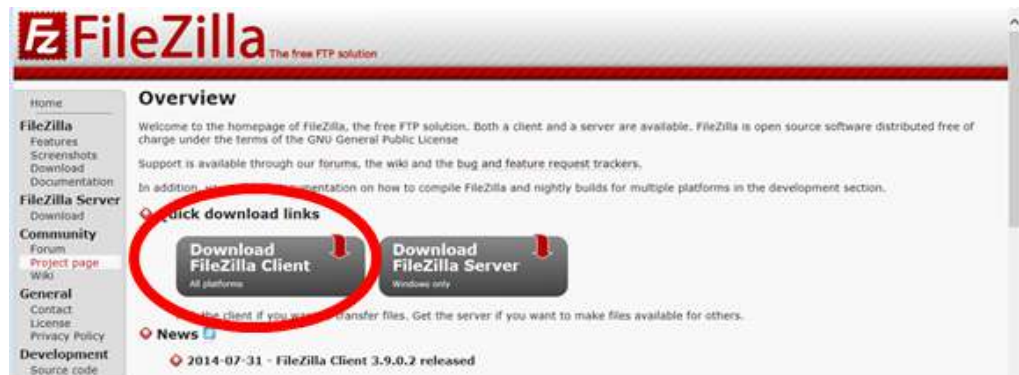 FZ FileZilla The free FTP solution
Home
FileZilla
Features
Screenshots
Download
Documentation
FileZilla Server
Download
Community
Forum
Project page
Wiki
General
Contact
License
Privacy Policy
Development
Source code
Overview
Welcome to the homepage of FileZilla, the free FTP solution. Both a client and a server are available. FileZilla is open source software distributed free of
charge under the terms of the GNU General Public License
Support is available through our forums, the wiki and the bug and feature request trackers.
In addition, documentation on how to compile FileZilla and nightly builds for multiple platforms in the development section.
Quick download links
Download
FileZilla Client
All platforms
Download
FileZilla Server
Windows only
the client if you want transfer files. Get the server if you want to make files available for others.
News
2014-07-31 - FileZilla Client 3.9.0.2 released